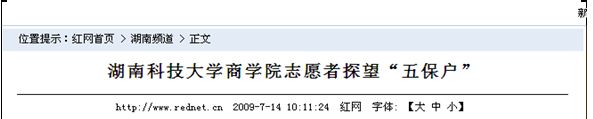 新
位置提示：红网首页 > 湖南频道 > 正文
湖南科技大学商学院志愿者探望“五保户”
http://www.rednet.cn 2009-7-14 10:11:24 红网 字体：【大 中 小】